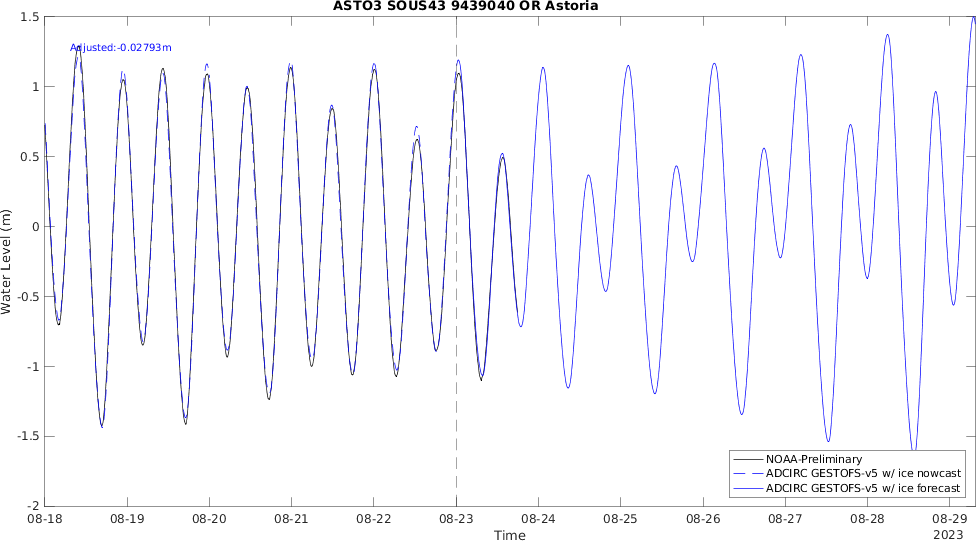 ASTO3 SOUS43 9439040 OR Astoria
Adjusted:-0.02793m
1.5
1
0.5
0
-0.5
-1
-1.5
-2
Water Level (m)
NOAA-Preliminary
ADCIRC GESTOFS-v5 w/ ice nowcast
ADCIRC GESTOFS-v5 w/ ice forecast
08-18 08-19 08-20 08-21 08-22 08-23 08-24 08-25 08-26 08-27 08-28 08-29
Time
2023